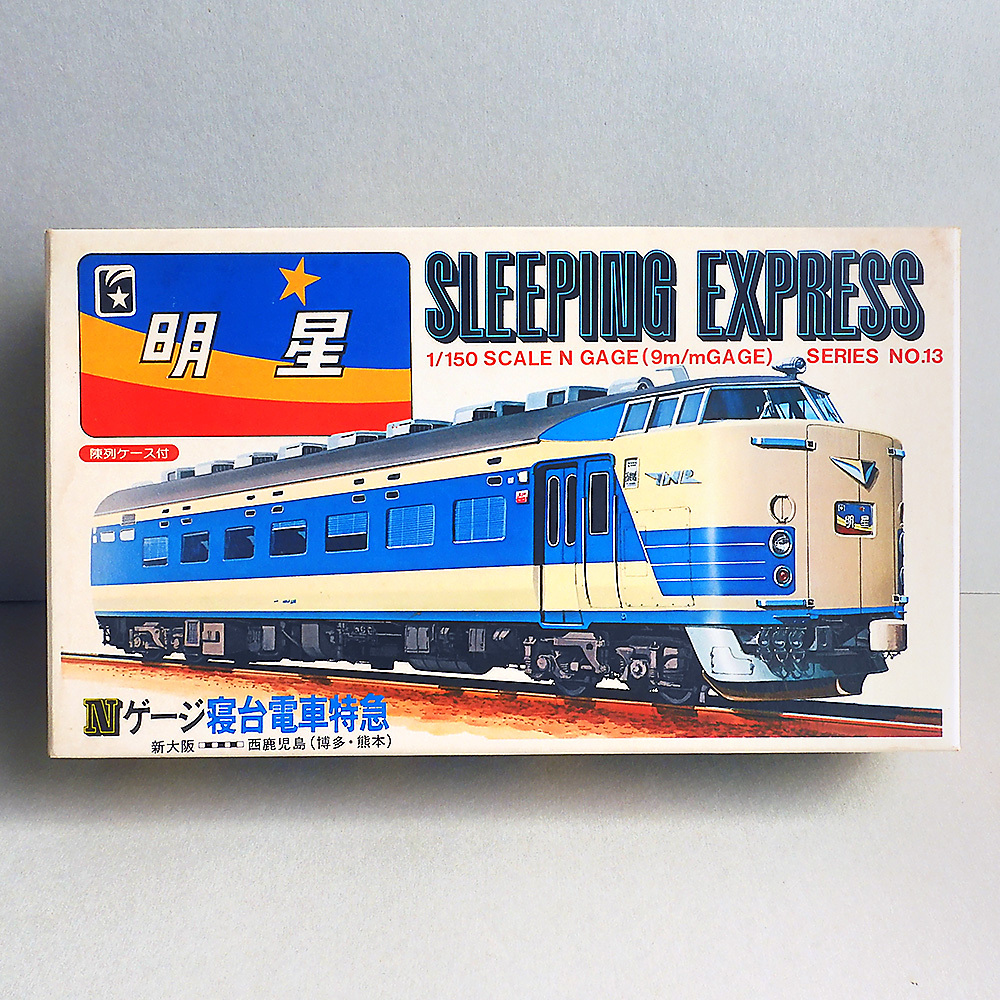 明星
SLEEPING EXPRESS
1/150 SCALE N GAGE (9m/mGAGE) SERIES NO.13
陳列ケース付
JNR
明星
Nゲージ寝台電車特急
新大阪 西鹿児島(博多・熊本)